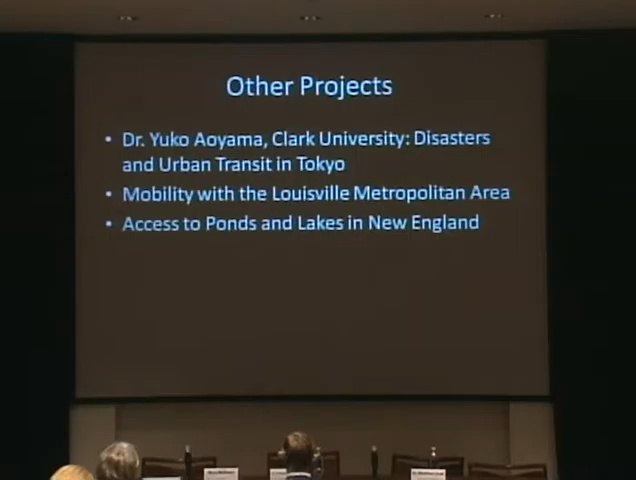 Other Projects
• Dr. Yuko Aoyama, Clark University: Disasters
and Urban Transit in Tokyo
• Mobility with the Louisville Metropolitan Area
• Access to Ponds and Lakes in New England